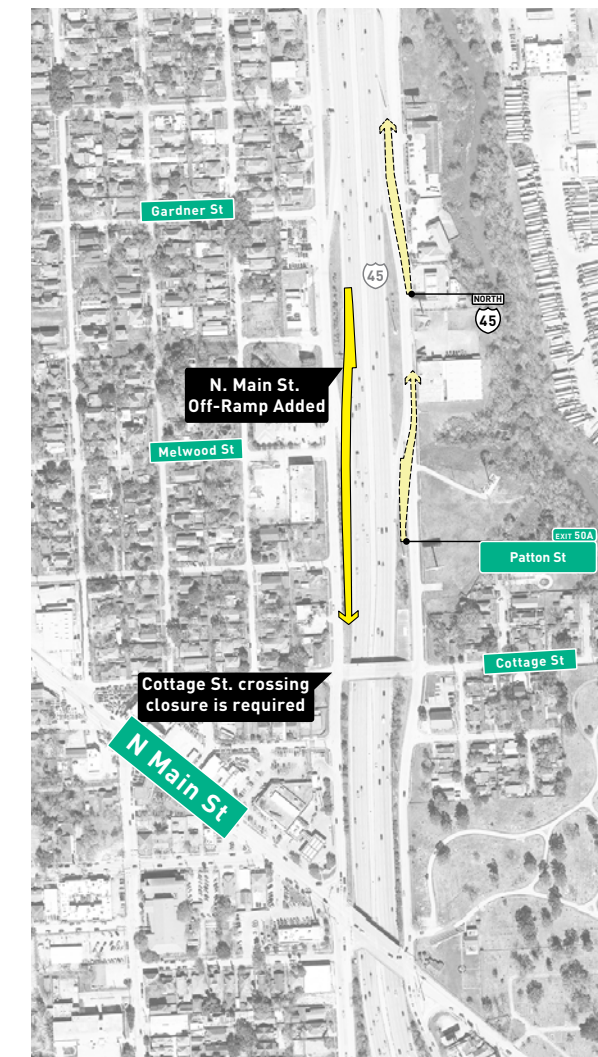 Gardner St
45
NORTH
45
N. Main St.
Off-Ramp Added
Melwood St
EXIT 50A
Patton St
Cottage St
Cottage St. crossing
closure is required
N Main St